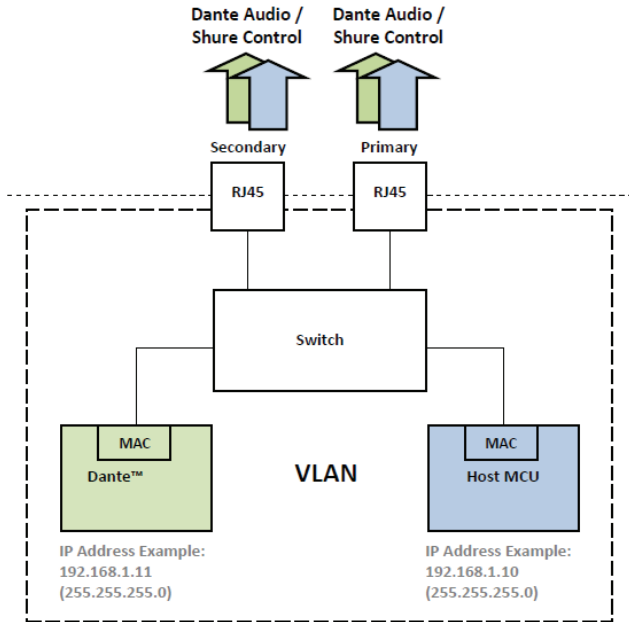 Dante Audio /
Shure Control
Dante Audio /
Shure Control
Secondary
Primary
RJ45
RJ45
Switch
MAC
Dante™
VLAN
MAC
Host MCU
IP Address Example:
192.168.1.11
(255.255.255.0)
IP Address Example:
192.168.1.10
(255.255.255.0)